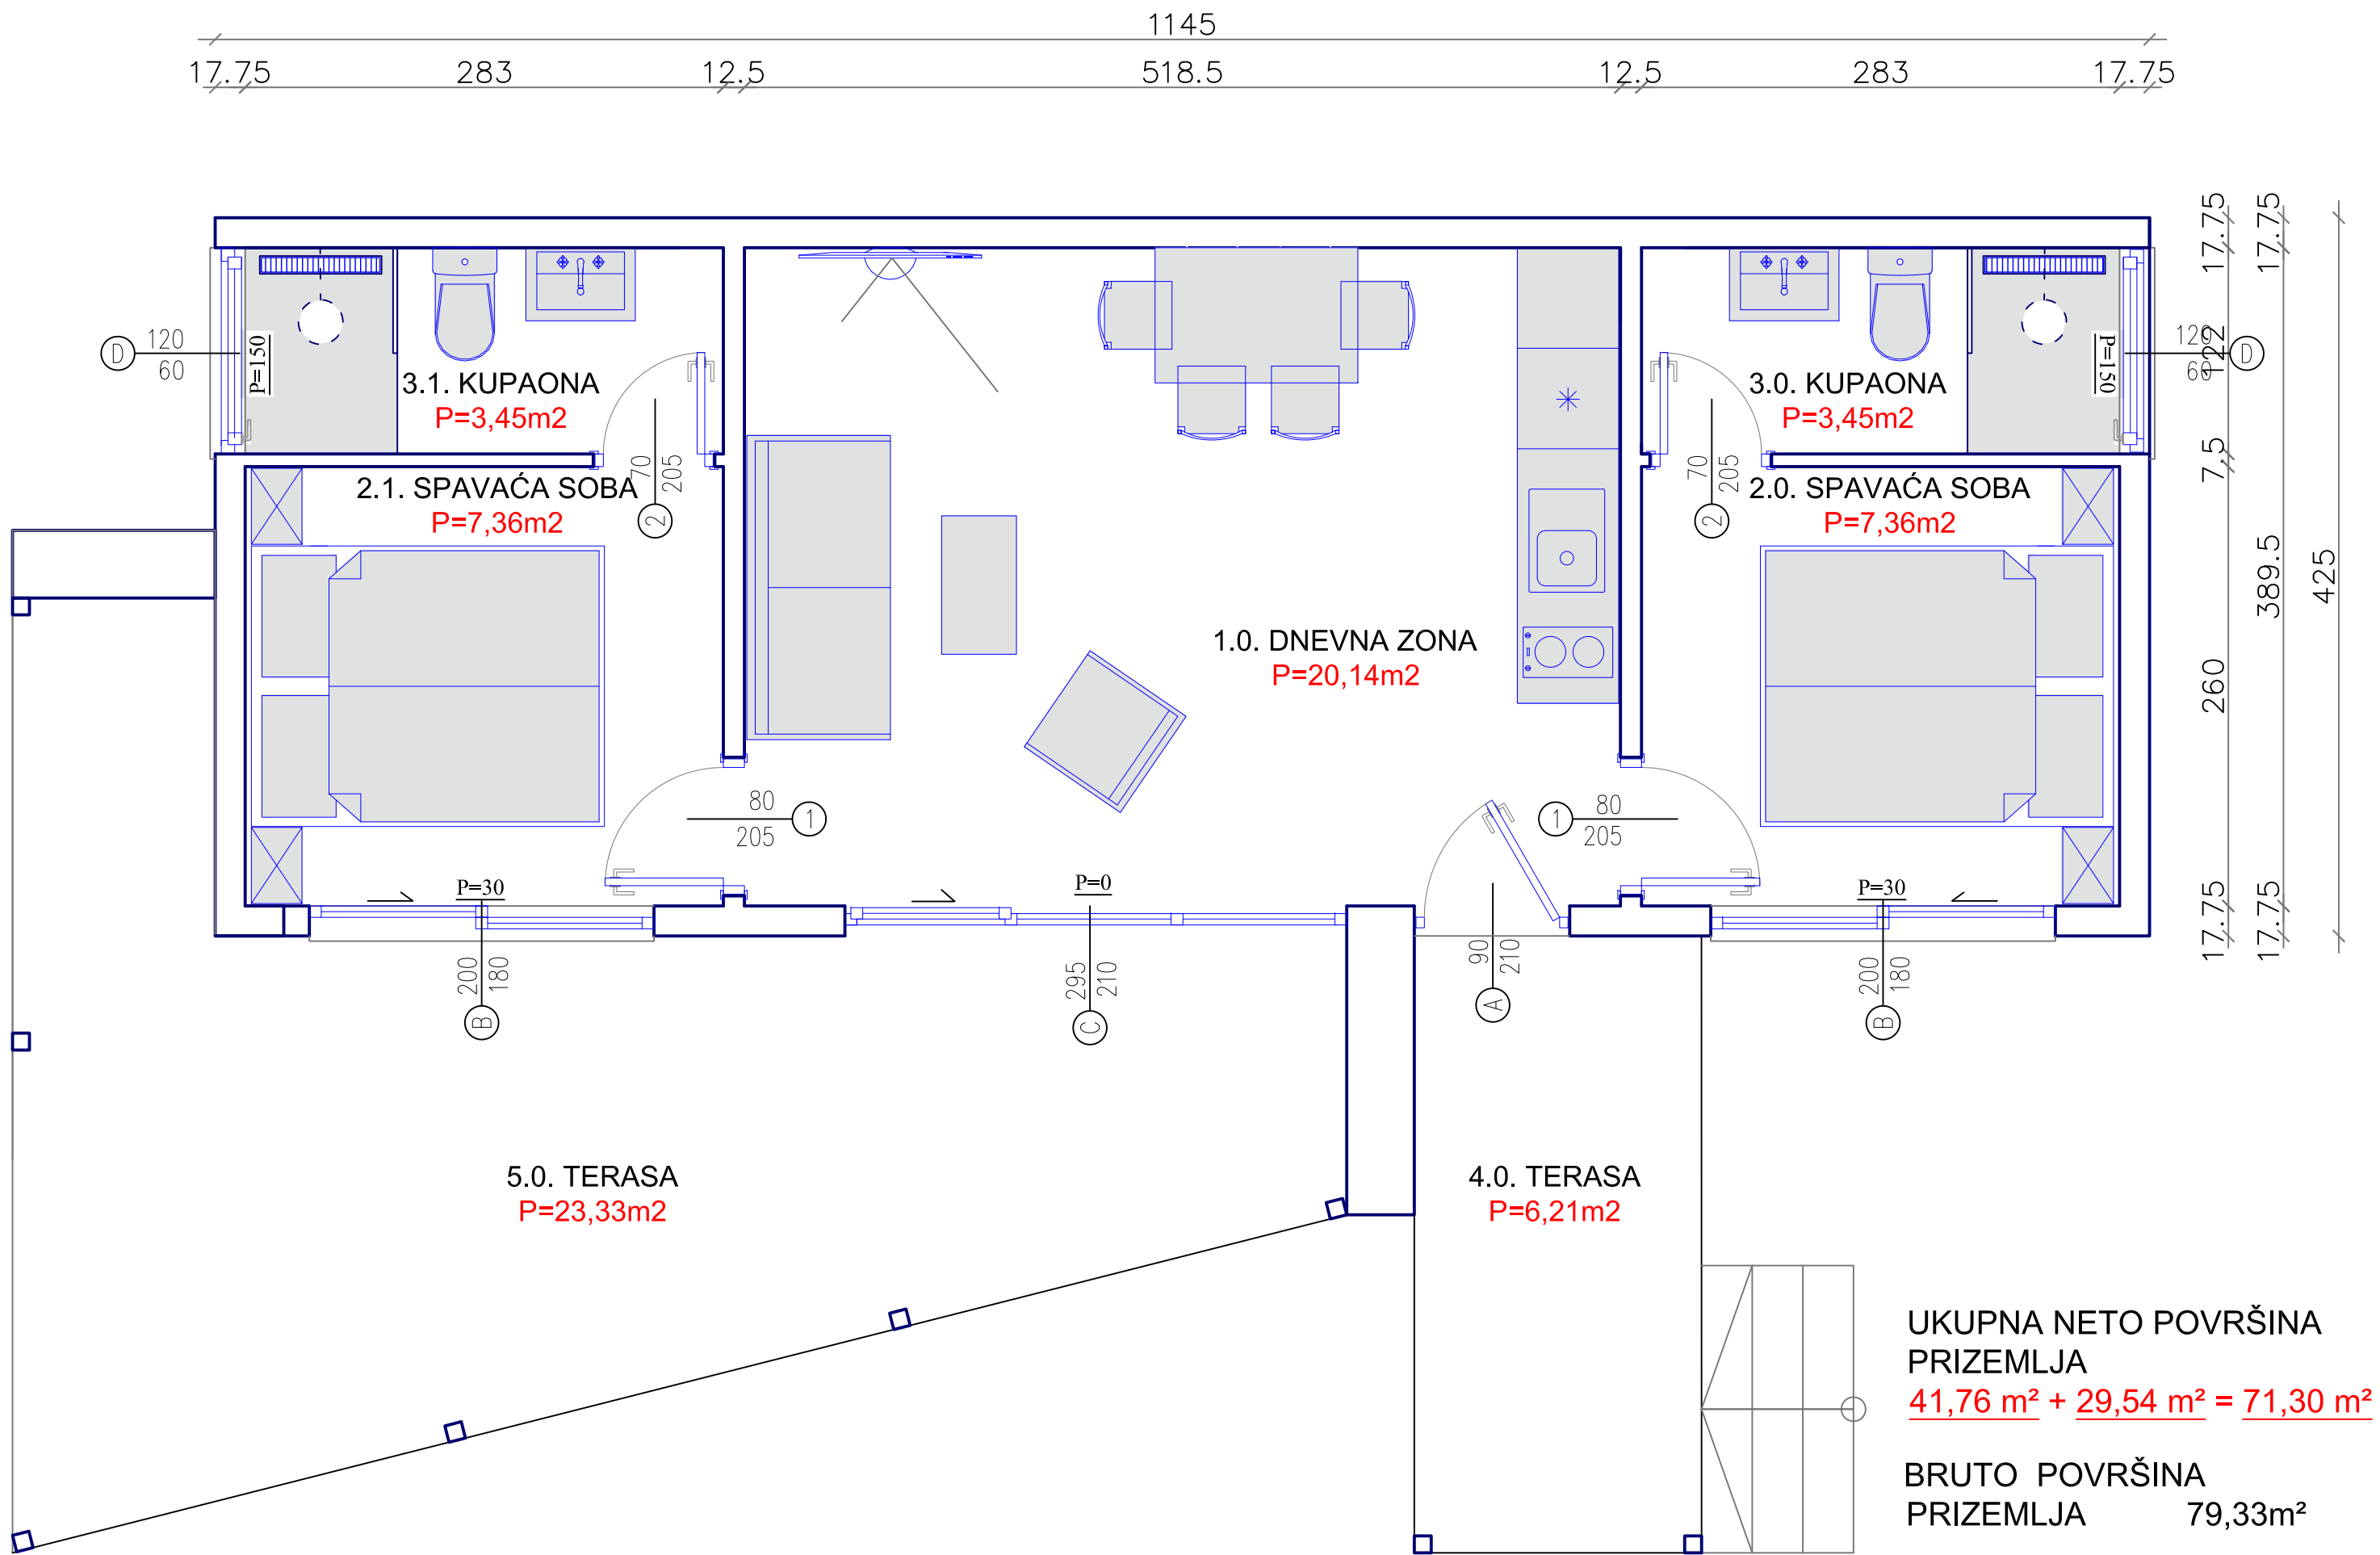 1145
17.75 283 12.5 518.5 12.5 283 17.75
17.75 17.75
D 120
60
P=150
3.1. KUPAONA
P=3,45m2
70
205
2
2.1. SPAVAĆA SOBA
P=7,36m2
3.0. KUPAONA
P=3,45m2
P=150
120
60
D
122
7.5
70
205
2
2.0. SPAVAĆA SOBA
P=7,36m2
389.5
425
260
1.0. DNEVNA ZONA
P=20,14m2
80
205
1
1
80
205
P=30
P=0
P=30
17.75 17.75
200
180
B
295
210
C
90
210
A
200
180
B
5.0. TERASA
P=23,33m2
4.0. TERASA
P=6,21m2
UKUPNA NETO POVRŠINA
PRIZEMLJA
41,76 m² + 29,54 m² = 71,30 m²
BRUTO POVRŠINA
PRIZEMLJA 79,33m²